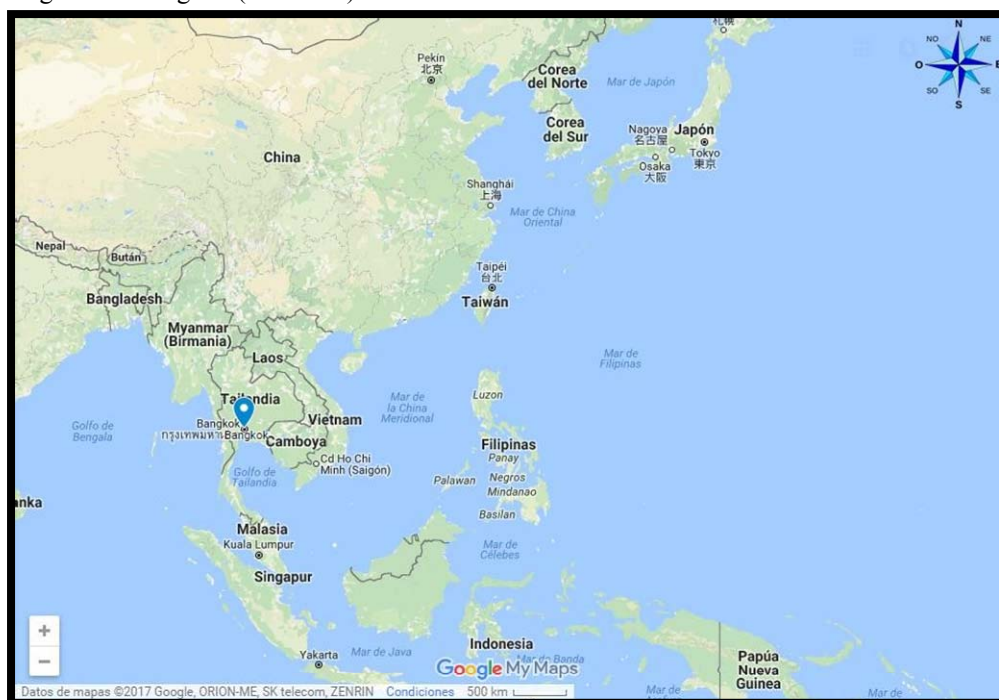 N
NO
NE
O
E
SO
SE
S
札幌
Pekín
北京
Corea
del Norte
Mar de Japón
Corea
del Sur
Nagoya
名古屋
Japón
Tokyo
東京
Osaka
大阪
China
Shanghái
上海
Mar de China
Oriental
Nepal
Bután
Taipéi
台北
Bangladesh
Taiwán
Myanmar
(Birmania)
Laos
Mar de
Filipinas
Tailandia
Luzon
Mar de
la China
Meridional
Golfo de
Bengala
Bangkok
Bangkok
Vietnam
Camboya
Filipinas
Panay
Cd Ho Chi
Minh (Saigón)
Golfo de
Tailandia
Palawan
Negros
Mindanao
Basilan
anka
Malasia
Kuala Lumpur
Mar de
Célebes
Singapur
+
−
Indonesia
Yakarta
Mar de Java
Google My Maps
Mar de Banda
Papúa
Nueva
Guinea
Datos de mapas ©2017 Google, ORION-ME, SK telecom, ZENRIN Condiciones 500 km